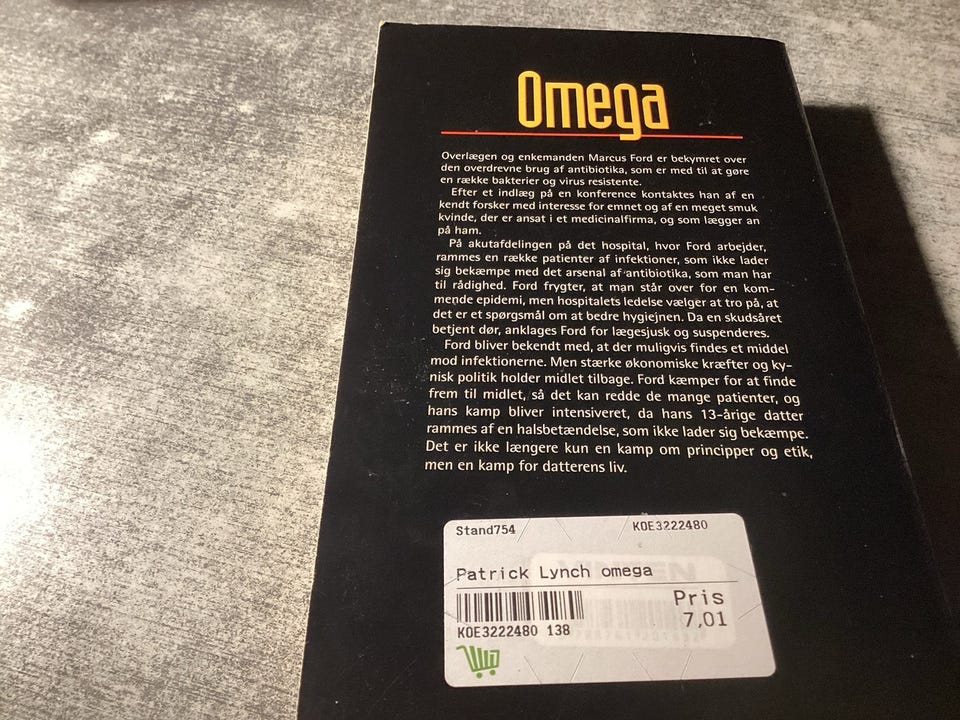 Omega
Overlægen og enkemanden Marcus Ford er bekymret over
den overdrevne brug af antibiotika, som er med til at gøre
en række bakterier og virus resistente.
Efter et indlæg på en konference kontaktes han af en
kendt forsker med interesse for emnet og af en meget smuk
kvinde, der er ansat i et medicinalfirma, og som lægger an
på ham.
På akutafdelingen på det hospital, hvor Ford arbejder,
rammes en række patienter af infektioner, som ikke lader
sig bekæmpe med det arsenal af antibiotika, som man har
til rådighed. Ford frygter, at man står over for en kom-
mende epidemi, men hospitalets ledelse vælger at tro på, at
det er et spørgsmål om at bedre hygiejnen. Da en skudsåret
betjent dør, anklages Ford for lægesjusk og suspenderes.
Ford bliver bekendt med, at der muligvis findes et middel
mod infektionerne. Men stærke økonomiske kræfter og ky-
nisk politik holder midlet tilbage. Ford kæmper for at finde
frem til midlet, så det kan redde de mange patienter, og
hans kamp bliver intensiveret, da hans 13-årige datter
rammes af en halsbetændelse, som ikke lader sig bekæmpe.
Det er ikke længere kun en kamp om principper og etik,
men en kamp for datterens liv.
Stand754 KOE3222480
Patrick Lynch omega
Pris
7,01
KOE3222480 138